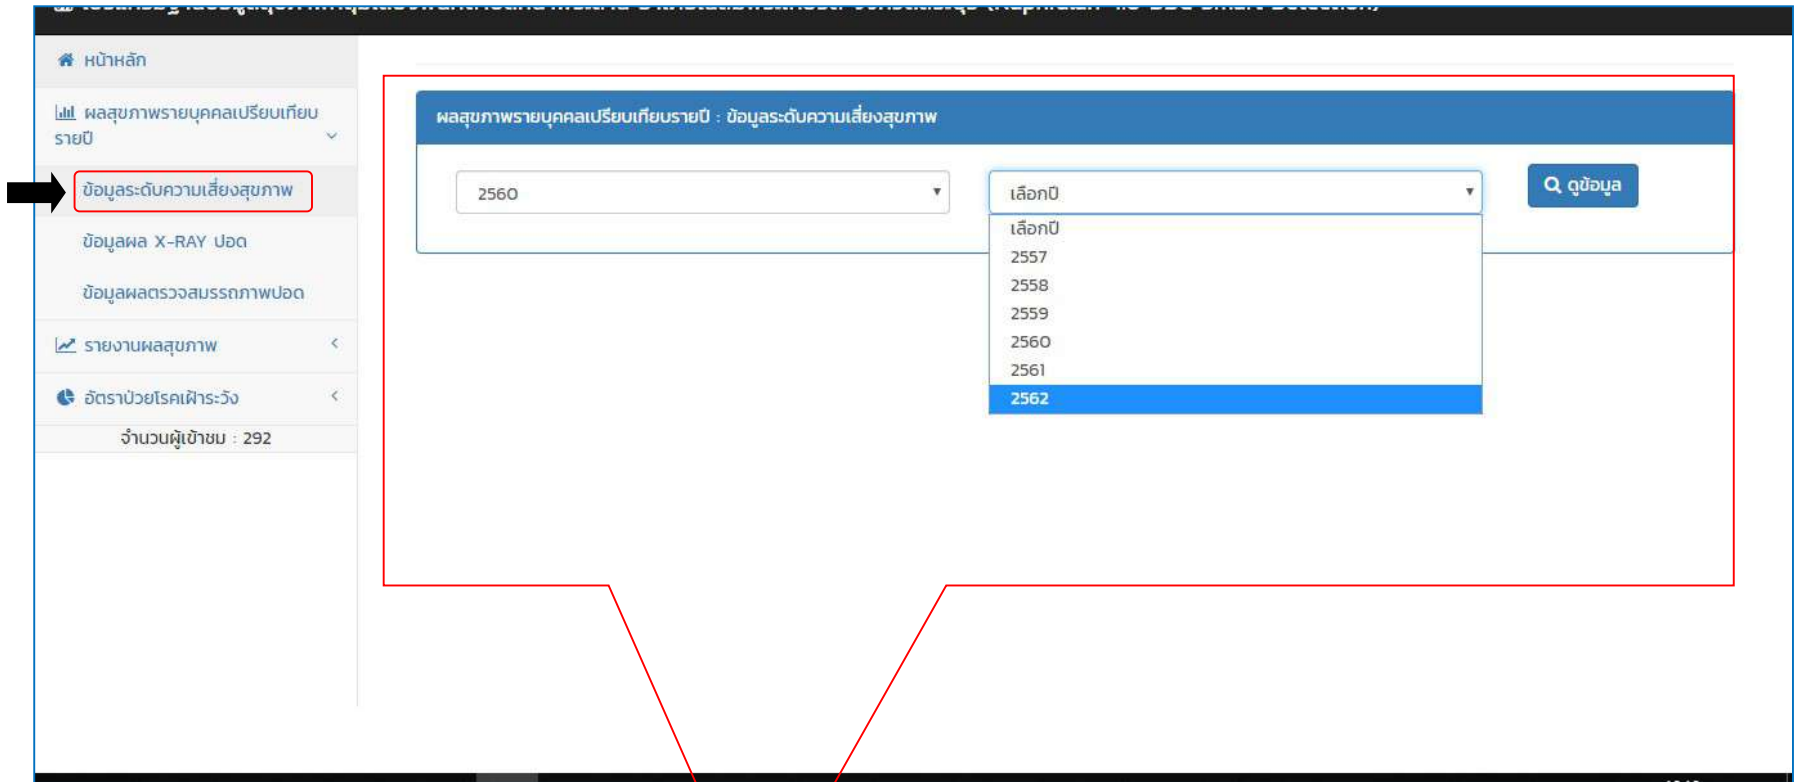 หน้าหลัก
ผลสุขภาพรายบุคคลเปรียบเทียบ
รายปี
ข้อมูลระดับความเสี่ยงสุขภาพ
ข้อมูลผล X-RAY ปอด
ข้อมูลผลตรวจสมรรถภาพปอด
รายงานผลสุขภาพ
อัตราป่วยโรคเฝ้าระวัง
จำนวนผู้เข้าชม : 292
ผลสุขภาพรายบุคคลเปรียบเทียบรายปี : ข้อมูลระดับความเสี่ยงสุขภาพ
2560
เลือกปี
ดูข้อมูล
เลือกปี
2557
2558
2559
2560
2561
2562